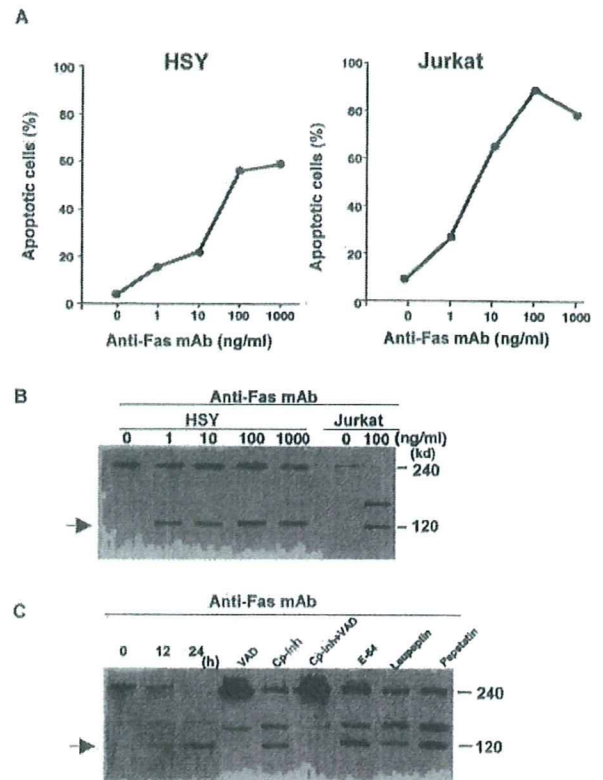 A
HSY Jurkat
100 100
80 80
60 60
40 40
20 20
0 0
Apoptotic cells (%) Apoptotic cells (%)
0 1 10 100 1000 0 1 10 100 1000
Anti-Fas mAb (ng/ml) Anti-Fas mAb (ng/ml)
B
Anti-Fas mAb
HSY Jurkat
0 1 10 100 1000 0 100 (ng/ml)
(kd)
240
120
C
Anti-Fas mAb
0 12 24 (h) VAD Cp-Inh Cp-Inh+VAD E-64 Leupeptin Pepstatin
240
120